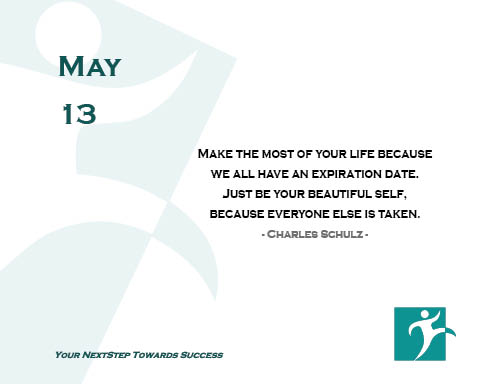 May
13
Make the most of your life because
we all have an expiration date.
Just be your beautiful self,
because everyone else is taken.
- Charles Schulz -
Your NextStep Towards Success